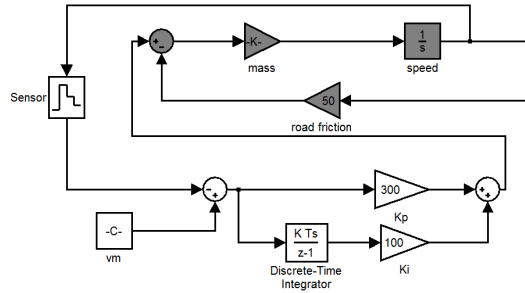 +
-
-K-
mass
1
s
speed
Sensor
50
road friction
-
+
300
Kp
+
+
-C-
vm
K Ts
z-1
Discrete-Time
Integrator
100
Ki